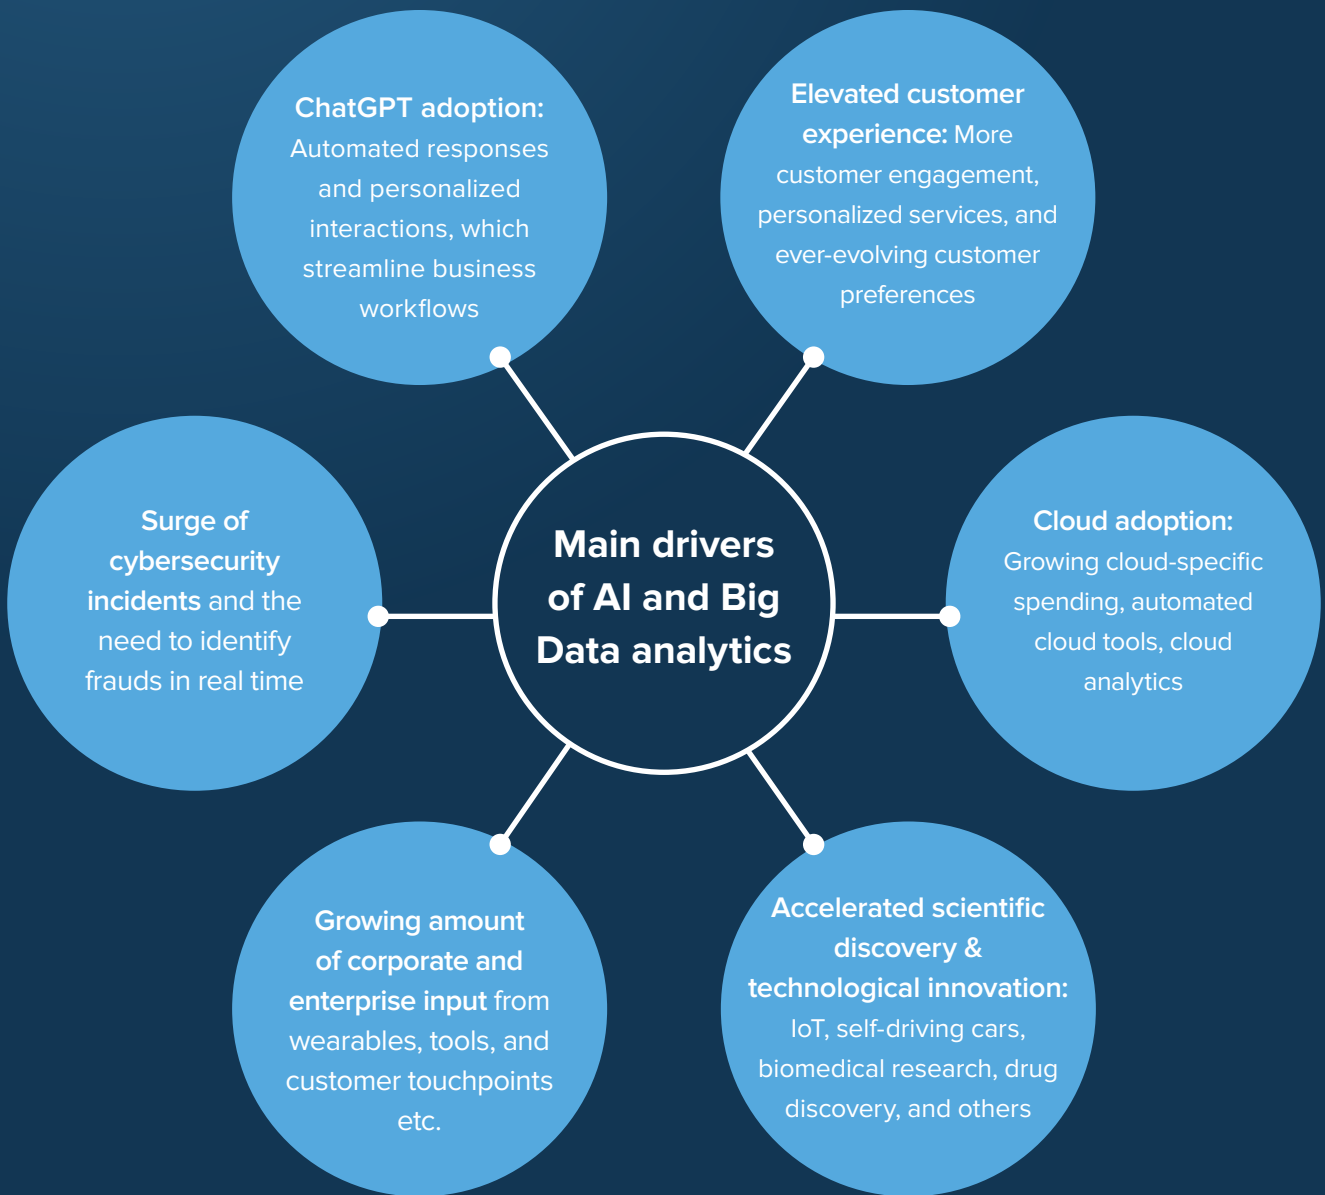 ChatGPT adoption:
Automated responses
and personalized
interactions, which
streamline business
workflows
Elevated customer
experience: More
customer engagement,
personalized services, and
ever-evolving customer
preferences
Surge of
cybersecurity
incidents and the
need to identify
frauds in real time
Main drivers
of AI and Big
Data analytics
Cloud adoption:
Growing cloud-specific
spending, automated
cloud tools, cloud
analytics
Growing amount
of corporate and
enterprise input from
wearables, tools, and
customer touchpoints
etc.
Accelerated scientific
discovery &
technological innovation:
IoT, self-driving cars,
biomedical research, drug
discovery, and others